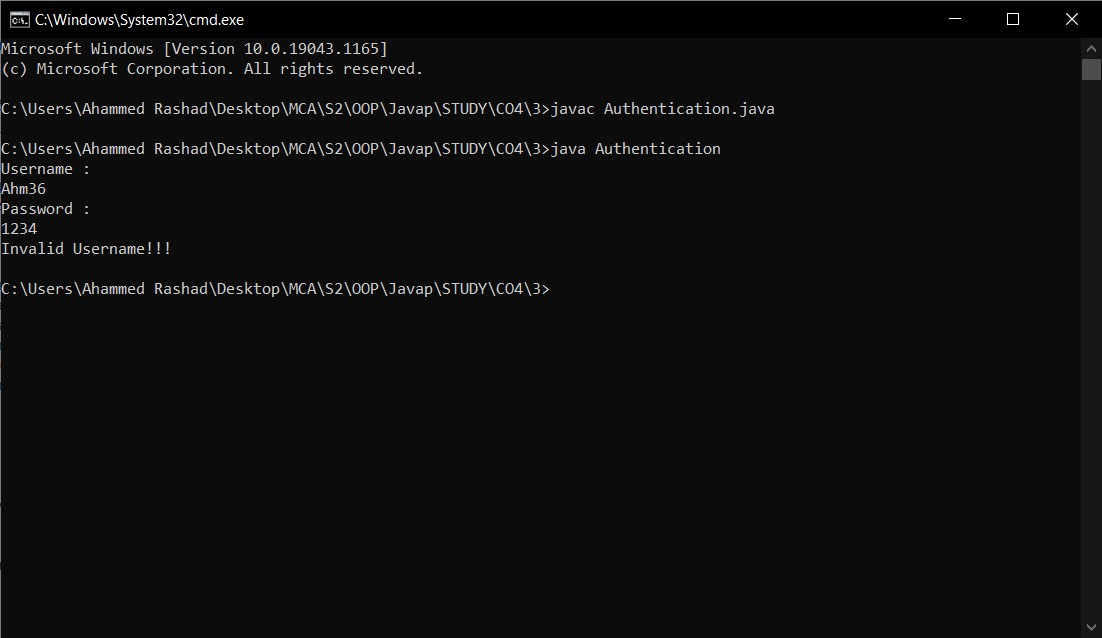 C:\Windows\System32\cmd.exe
Microsoft Windows [Version 10.0.19043.1165]
(c) Microsoft Corporation. All rights reserved.
C:\Users\Ahammed Rashad\Desktop\MCA\S2\OOP\Javap\STUDY\CO4\3>javac Authentication.java
C:\Users\Ahammed Rashad\Desktop\MCA\S2\OOP\Javap\STUDY\CO4\3>java Authentication
Username :
Ahm36
Password :
1234
Invalid Username!!!
C:\Users\Ahammed Rashad\Desktop\MCA\S2\OOP\Javap\STUDY\CO4\3>